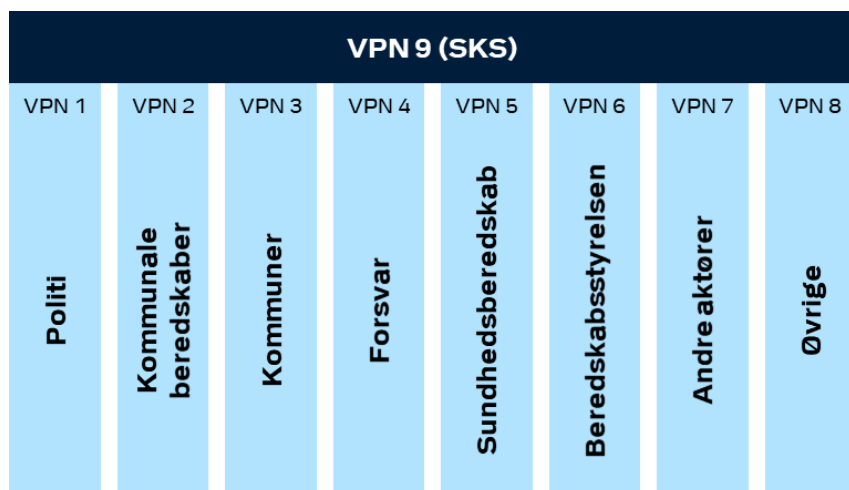 VPN 9 (SKS)
VPN 1
Politi
VPN 2
Kommunale
beredskaber
VPN 3
Kommuner
VPN 4
Forsvar
VPN 5
Sundhedsberedskab
VPN 6
Beredskabsstyrelsen
VPN 7
Andre aktører
VPN 8
Øvrige